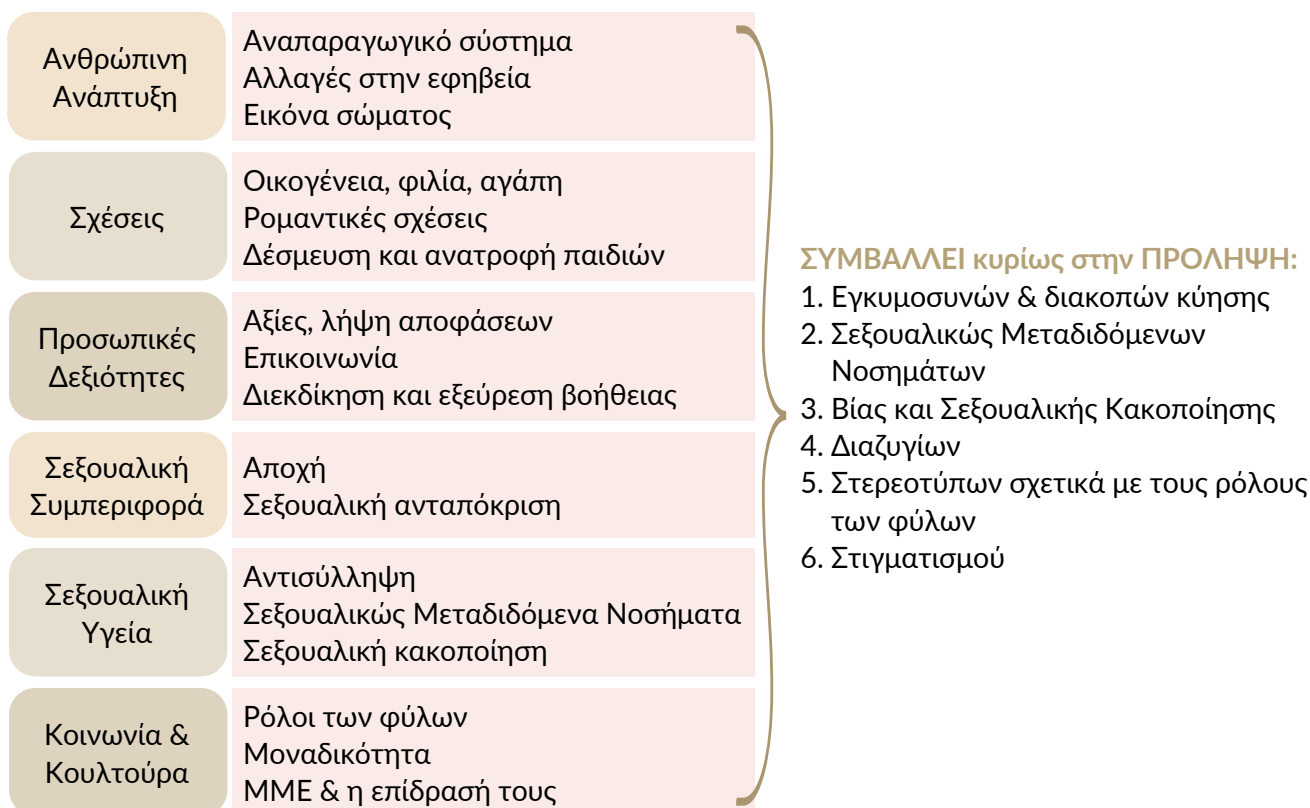 Ανθρώπινη
Ανάπτυξη
Αναπαραγωγικό σύστημα
Αλλαγές στην εφηβεία
Εικόνα σώματος
Σχέσεις
Οικογένεια, φιλία, αγάπη
Ρομαντικές σχέσεις
Δέσμευση και ανατροφή παιδιών
Προσωπικές
Δεξιότητες
Αξίες, λήψη αποφάσεων
Επικοινωνία
Διεκδίκηση και εξεύρεση βοήθειας
Σεξουαλική
Συμπεριφορά
Αποχή
Σεξουαλική ανταπόκριση
Σεξουαλική
Υγεία
Αντισύλληψη
Σεξουαλικώς Μεταδιδόμενα Νοσήματα
Σεξουαλική κακοποίηση
Κοινωνία &
Κουλτούρα
Ρόλοι των φύλων
Μοναδικότητα
ΜΜΕ & η επίδρασή τους
ΣΥΜΒΑΛΛΕΙ κυρίως στην ΠΡΟΛΗΨΗ:
1. Εγκυμοσυνών & διακοπών κύησης
2. Σεξουαλικώς Μεταδιδόμενων
Νοσημάτων
3. Βίας και Σεξουαλικής Κακοποίησης
4. Διαζυγίων
5. Στερεοτύπων σχετικά με τους ρόλους
των φύλων
6. Στιγματισμού